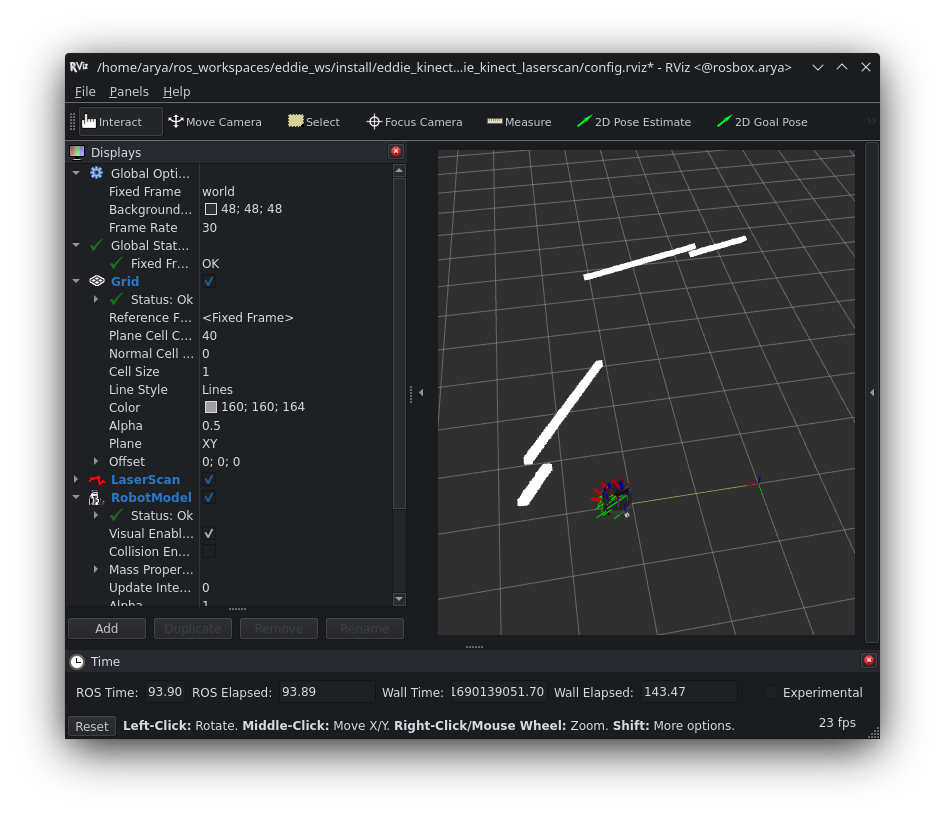 RViz /home/arya/ros_workspaces/eddie_ws/install/eddie_kinect...ie_kinect_laserscan/config.rviz* - RViz <@rosbox.arya>
File Panels Help
Interact Move Camera Select Focus Camera Measure 2D Pose Estimate 2D Goal Pose
Displays
Global Opti...
Fixed Frame world
Background... 48; 48; 48
Frame Rate 30
Global Stat...
Fixed Fr... OK
Grid
Status: Ok
Reference F... <Fixed Frame>
Plane Cell C... 40
Normal Cell ... 0
Cell Size 1
Line Style Lines
Color 160; 160; 164
Alpha 0.5
Plane XY
Offset 0; 0; 0
LaserScan
RobotModel
Status: Ok
Visual Enabl...
Collision En...
Mass Proper...
Update Inte... 0
Alpha 1
Add Duplicate Remove Rename
Time
ROS Time: 93.90 ROS Elapsed: 93.89 Wall Time: 1690139051.70 Wall Elapsed: 143.47 Experimental
Reset Left-Click: Rotate. Middle-Click: Move X/Y. Right-Click/Mouse Wheel: Zoom. Shift: More options. 23 fps